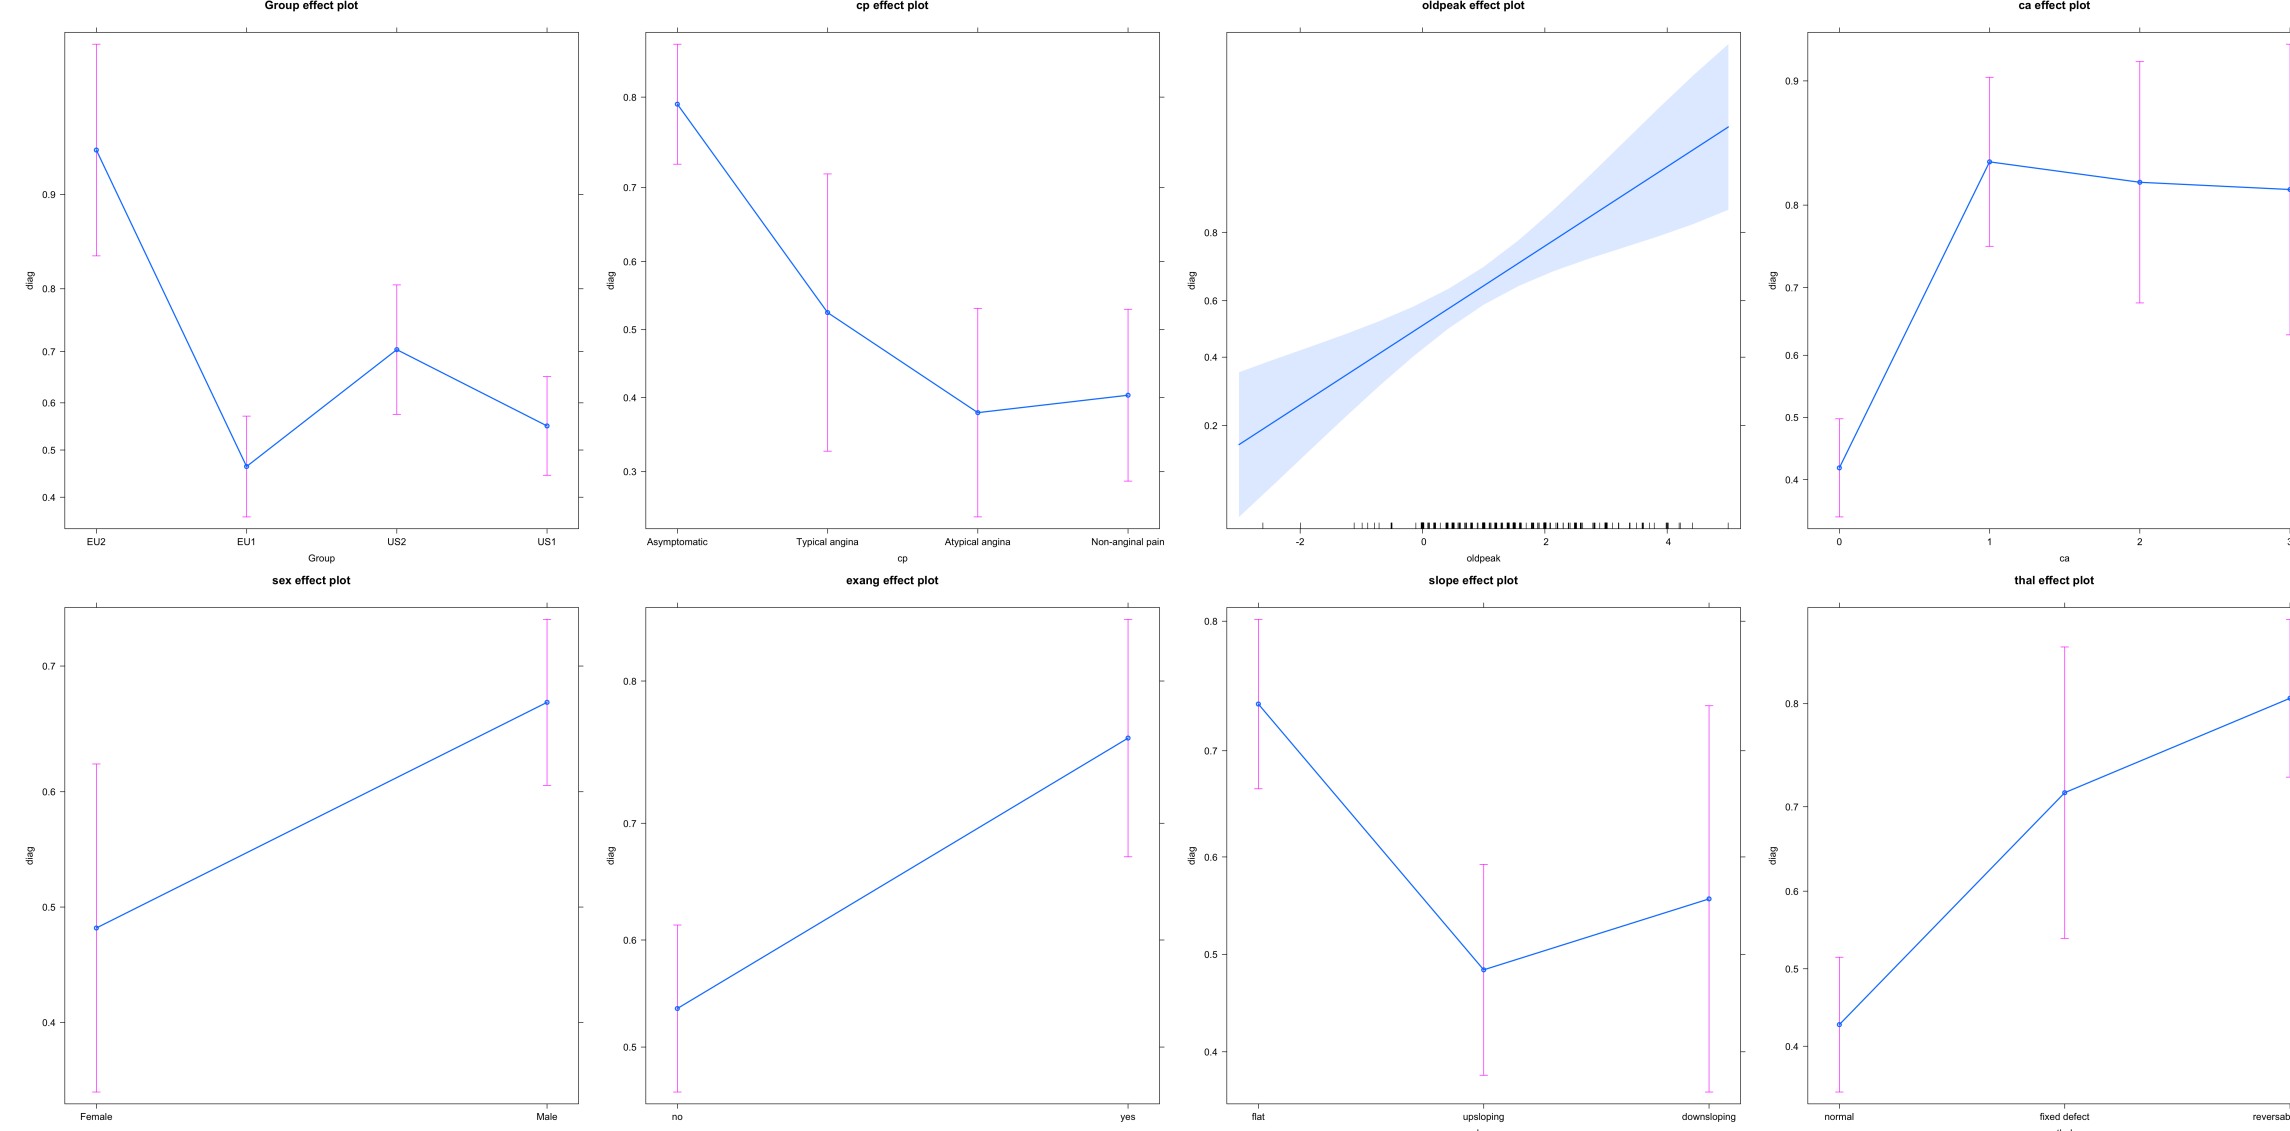 Group effect plot
diag
0.9
0.8
0.7
0.6
0.5
0.4
EU2 EU1 US2 US1
Group
cp effect plot
diag
0.8
0.7
0.6
0.5
0.4
0.3
Asymptomatic Typical angina Atypical angina Non-anginal pain
cp
oldpeak effect plot
diag
0.8
0.6
0.4
0.2
-2 0 2 4
oldpeak
ca effect plot
diag
0.9
0.8
0.7
0.6
0.5
0.4
0 1 2 3
ca
sex effect plot
diag
0.7
0.6
0.5
0.4
Female Male
exang effect plot
diag
0.8
0.7
0.6
0.5
no yes
slope effect plot
diag
0.8
0.7
0.6
0.5
0.4
flat upsloping downsloping
thal effect plot
diag
0.8
0.7
0.6
0.5
0.4
normal fixed defect reversab